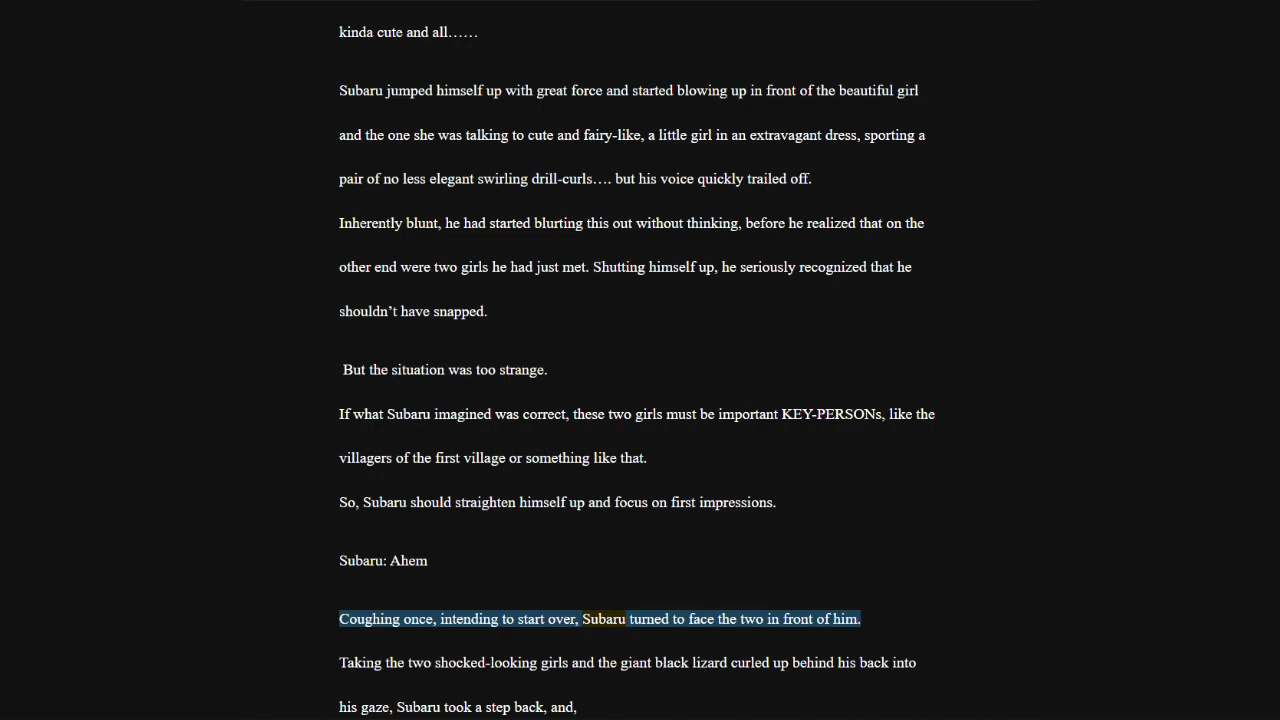 kinda cute and all……
Subaru jumped himself up with great force and started blowing up in front of the beautiful girl
and the one she was talking to cute and fairy-like, a little girl in an extravagant dress, sporting a
pair of no less elegant swirling drill-curls…. but his voice quickly trailed off.
Inherently blunt, he had started blurting this out without thinking, before he realized that on the
other end were two girls he had just met. Shutting himself up, he seriously recognized that he
shouldn’t have snapped.
But the situation was too strange.
If what Subaru imagined was correct, these two girls must be important KEY-PERSONs, like the
villagers of the first village or something like that.
So, Subaru should straighten himself up and focus on first impressions.
Subaru: Ahem
Coughing once, intending to start over, Subaru turned to face the two in front of him.
Taking the two shocked-looking girls and the giant black lizard curled up behind his back into
his gaze, Subaru took a step back, and,